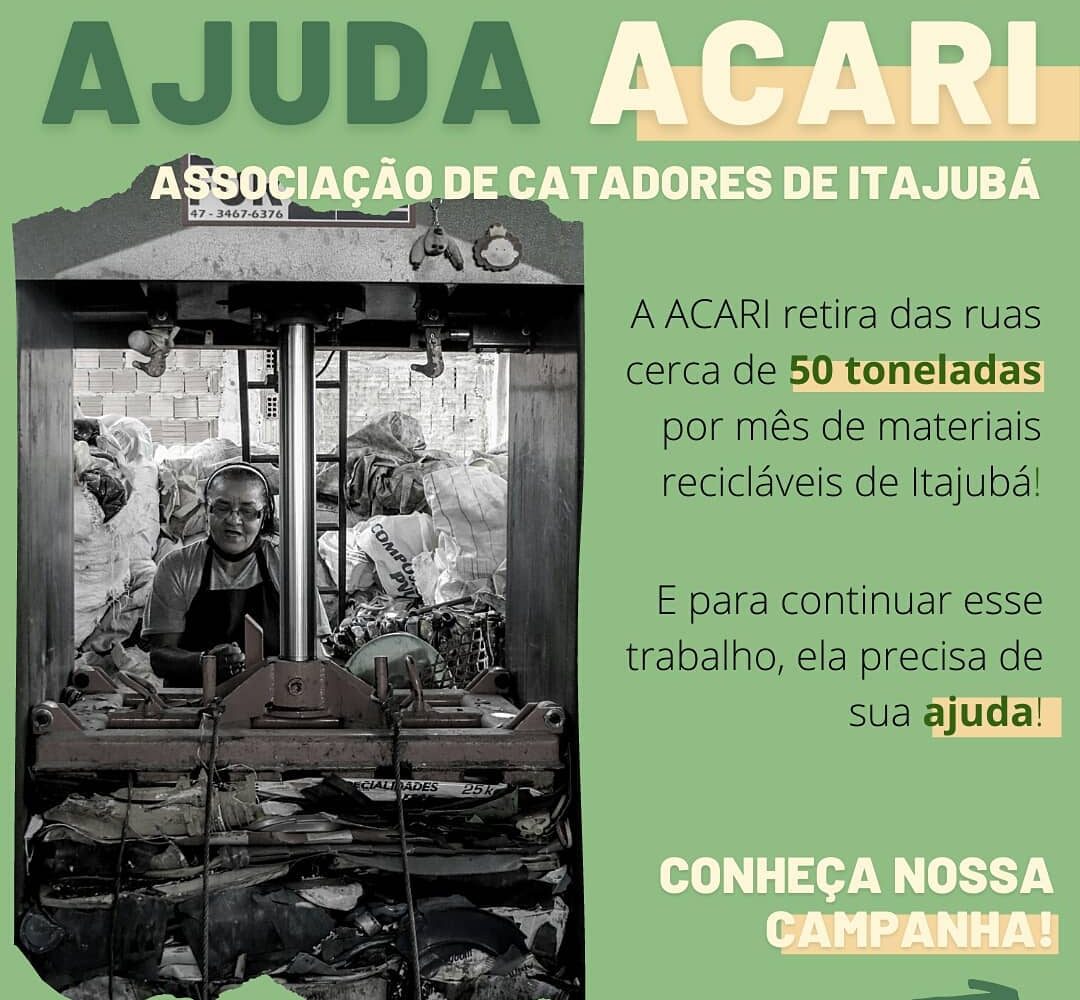 AJUDA ACARI
ASSOCIAÇÃO DE CATADORES DE ITAJUBÁ
47 - 3467-6376
A ACARI retira das ruas
cerca de 50 toneladas
por mês de materiais
recicláveis de Itajubá!
E para continuar esse
trabalho, ela precisa de
sua ajuda!
25k
CONHEÇA NOSSA
CAMPANHA!